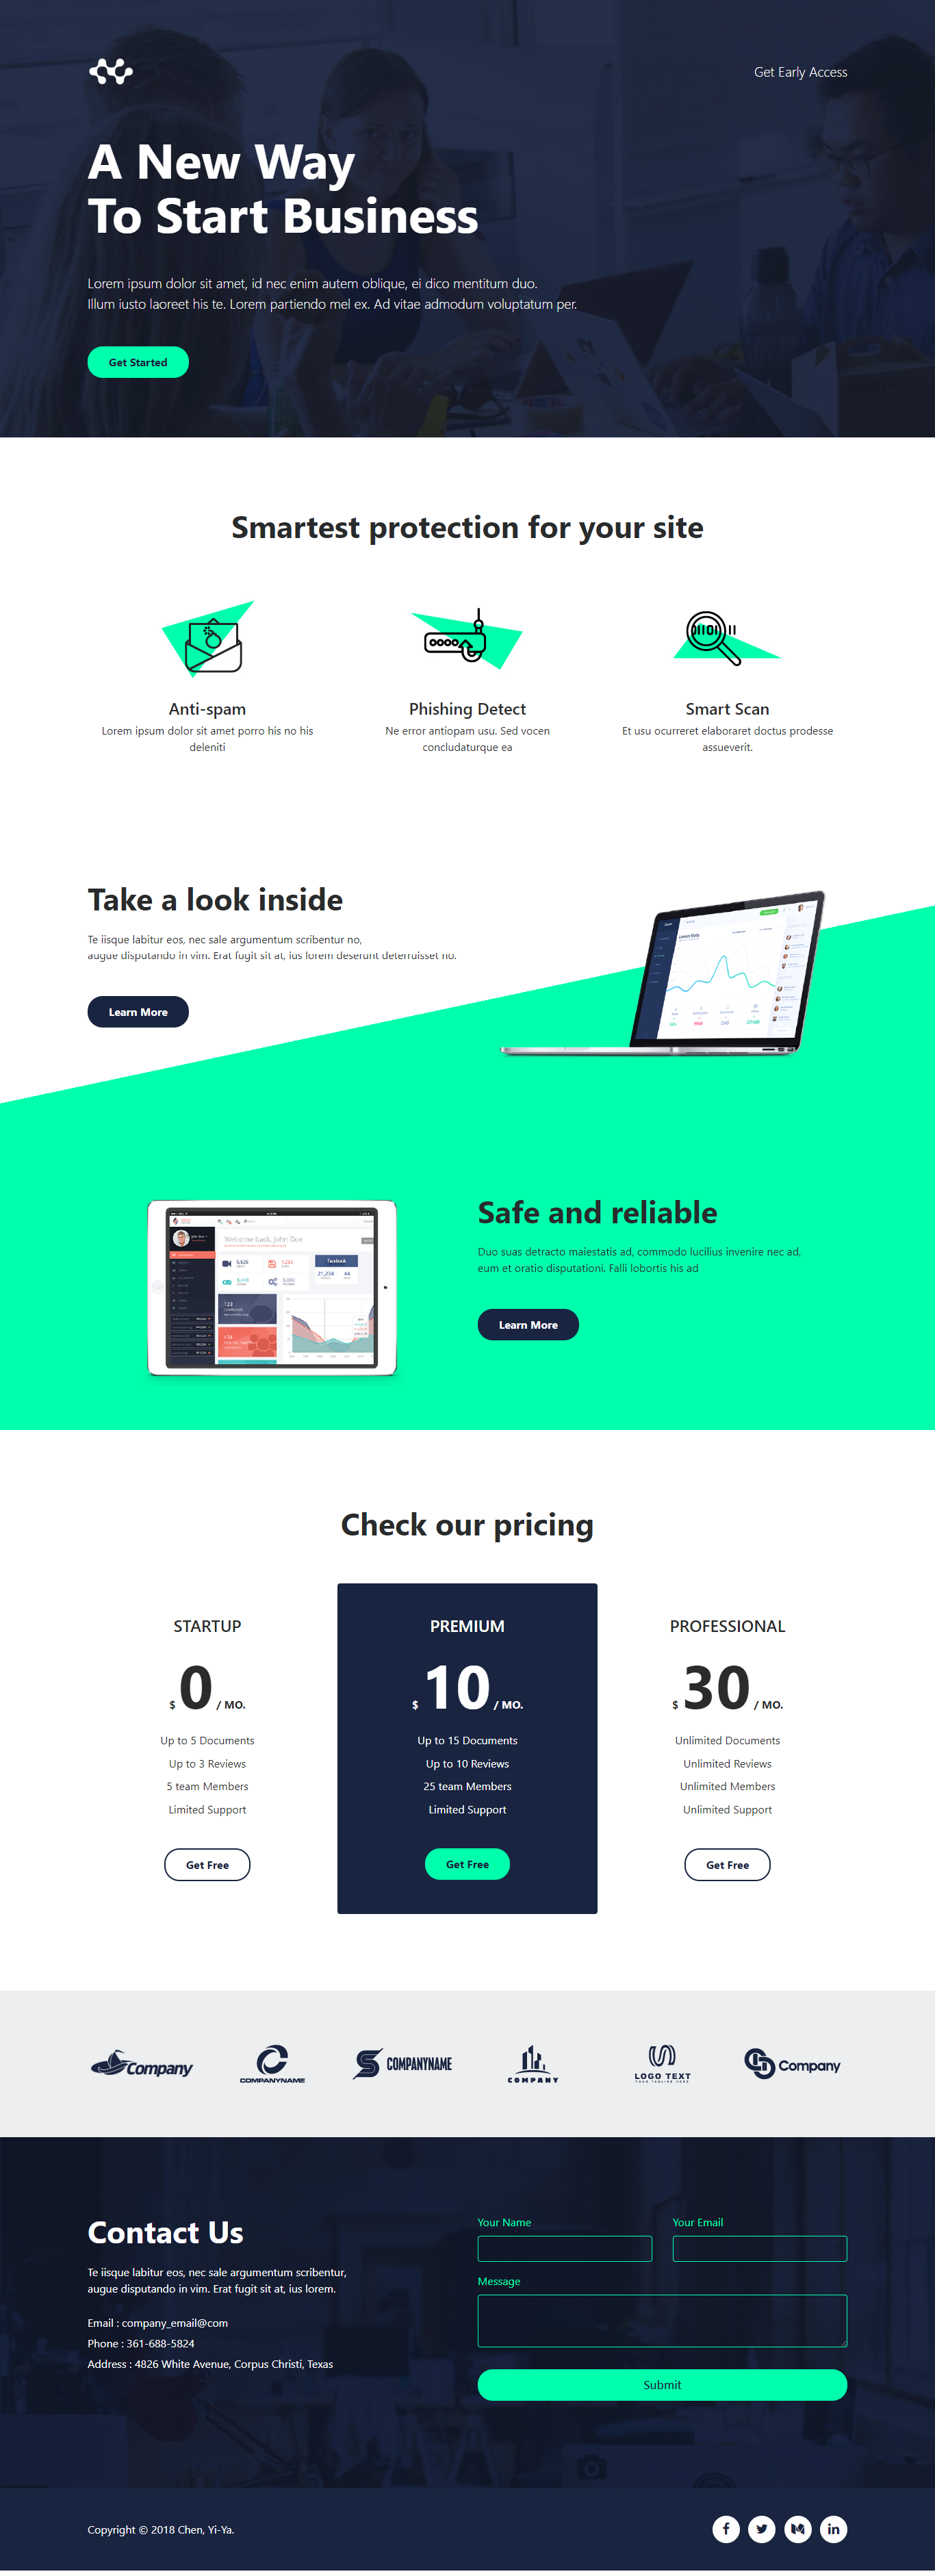 Get Early Access
A New Way
To Start Business
Lorem ipsum dolor sit amet, id nec enim autem oblique, ei dico mentitum duo.
Illum iusto laoreet his te. Lorem partiendo mel ex. Ad vitae admodum voluptatum per.
Get Started
Smartest protection for your site
Anti-spam
Lorem ipsum dolor sit amet porro his no his
deleniti
Phishing Detect
Ne error antiopam usu. Sed vocen
concludaturque ea
Smart Scan
Et usu ocurreret elaboraret doctus prodesse
assueverit.
Take a look inside
Te iisque labitur eos, nec sale argumentum scribentur no,
augue disputando in vim. Erat fugit sit at, ius lorem deserunt deterruisset no.
Learn More
Welcome back, John Doe
Facebook
Safe and reliable
Duo suas detracto maiestatis ad, commodo lucilius invenire nec ad,
eum et oratio disputationi. Falli lobortis his ad
Learn More
Check our pricing
STARTUP
$ 0 / MO.
Up to 5 Documents
Up to 3 Reviews
5 team Members
Limited Support
Get Free
PREMIUM
$ 10 / MO.
Up to 15 Documents
Up to 10 Reviews
25 team Members
Limited Support
Get Free
PROFESSIONAL
$ 30 / MO.
Unlimited Documents
Unlimited Reviews
Unlimited Members
Unlimited Support
Get Free
Company
COMPANYNAME
COMPANYNAME
COMPANY
LOGO TEXT
YOUR TAGLINE HERE
Company
Contact Us
Te iisque labitur eos, nec sale argumentum scribentur,
augue disputando in vim. Erat fugit sit at, ius lorem.
Email : company_email@com
Phone : 361-688-5824
Address : 4826 White Avenue, Corpus Christi, Texas
Your Name
Your Email
Message
Submit
Copyright © 2018 Chen, Yi-Ya.